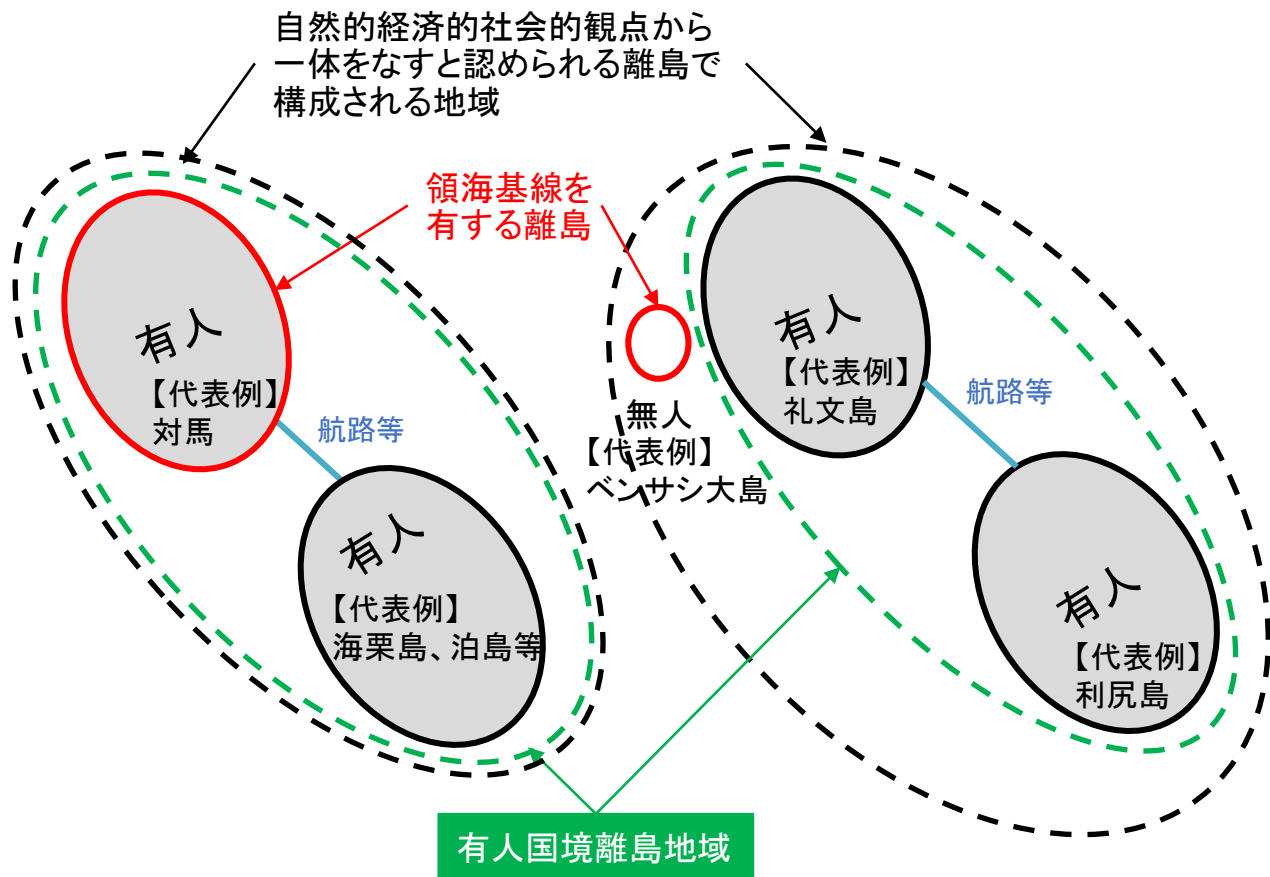 自然的経済的社会的観点から
一体をなすと認められる離島で
構成される地域
領海基線を
有する離島
有人
【代表例】
対馬
航路等
有人
【代表例】
海栗島、泊島等
無人
【代表例】
ベンサシ大島
有人
【代表例】
礼文島
航路等
有人
【代表例】
利尻島
有人国境離島地域